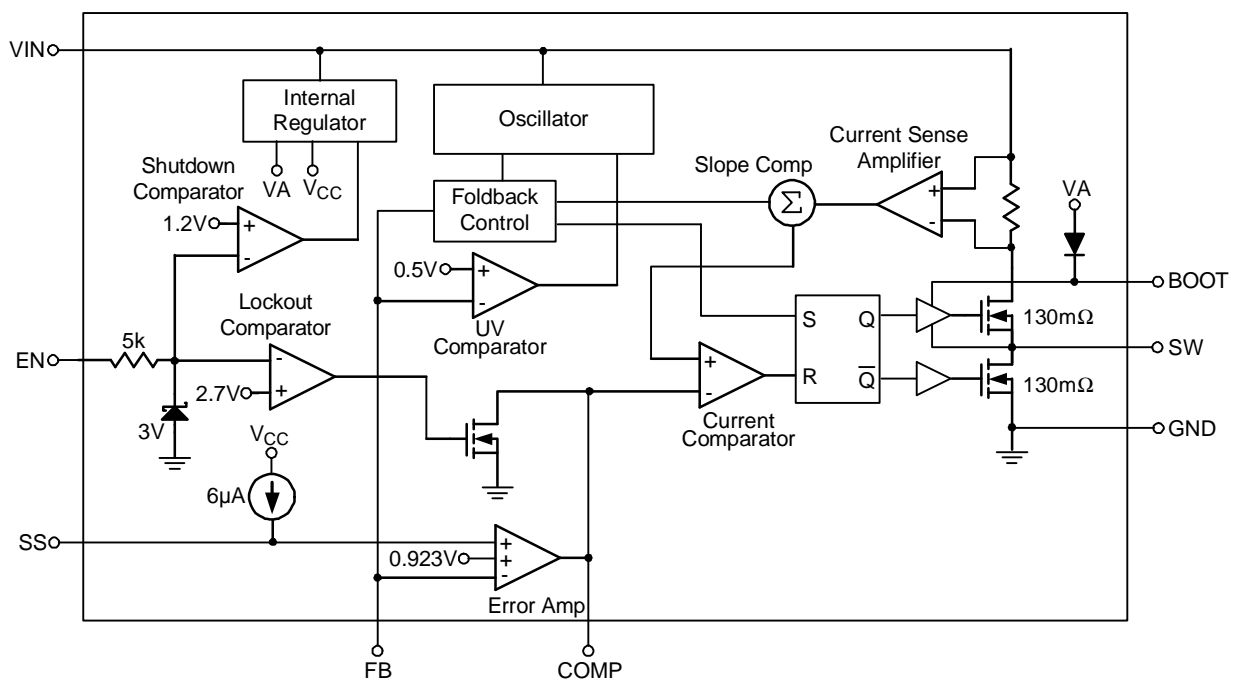 VIN
Internal
Regulator
Oscillator
Current Sense
Amplifier
Slope Comp
Shutdown
Comparator
VA
VCC
Foldback
Control
Σ
+
-
VA
1.2V
+
-
0.5V
+
-
BOOT
Lockout
Comparator
UV
Comparator
S
Q
130mΩ
5k
EN
-
+
2.7V
+
-
R
Q̅
SW
130mΩ
3V
Current
Comparator
GND
VCC
6µA
SS
0.923V
+
+
-
Error Amp
FB
COMP